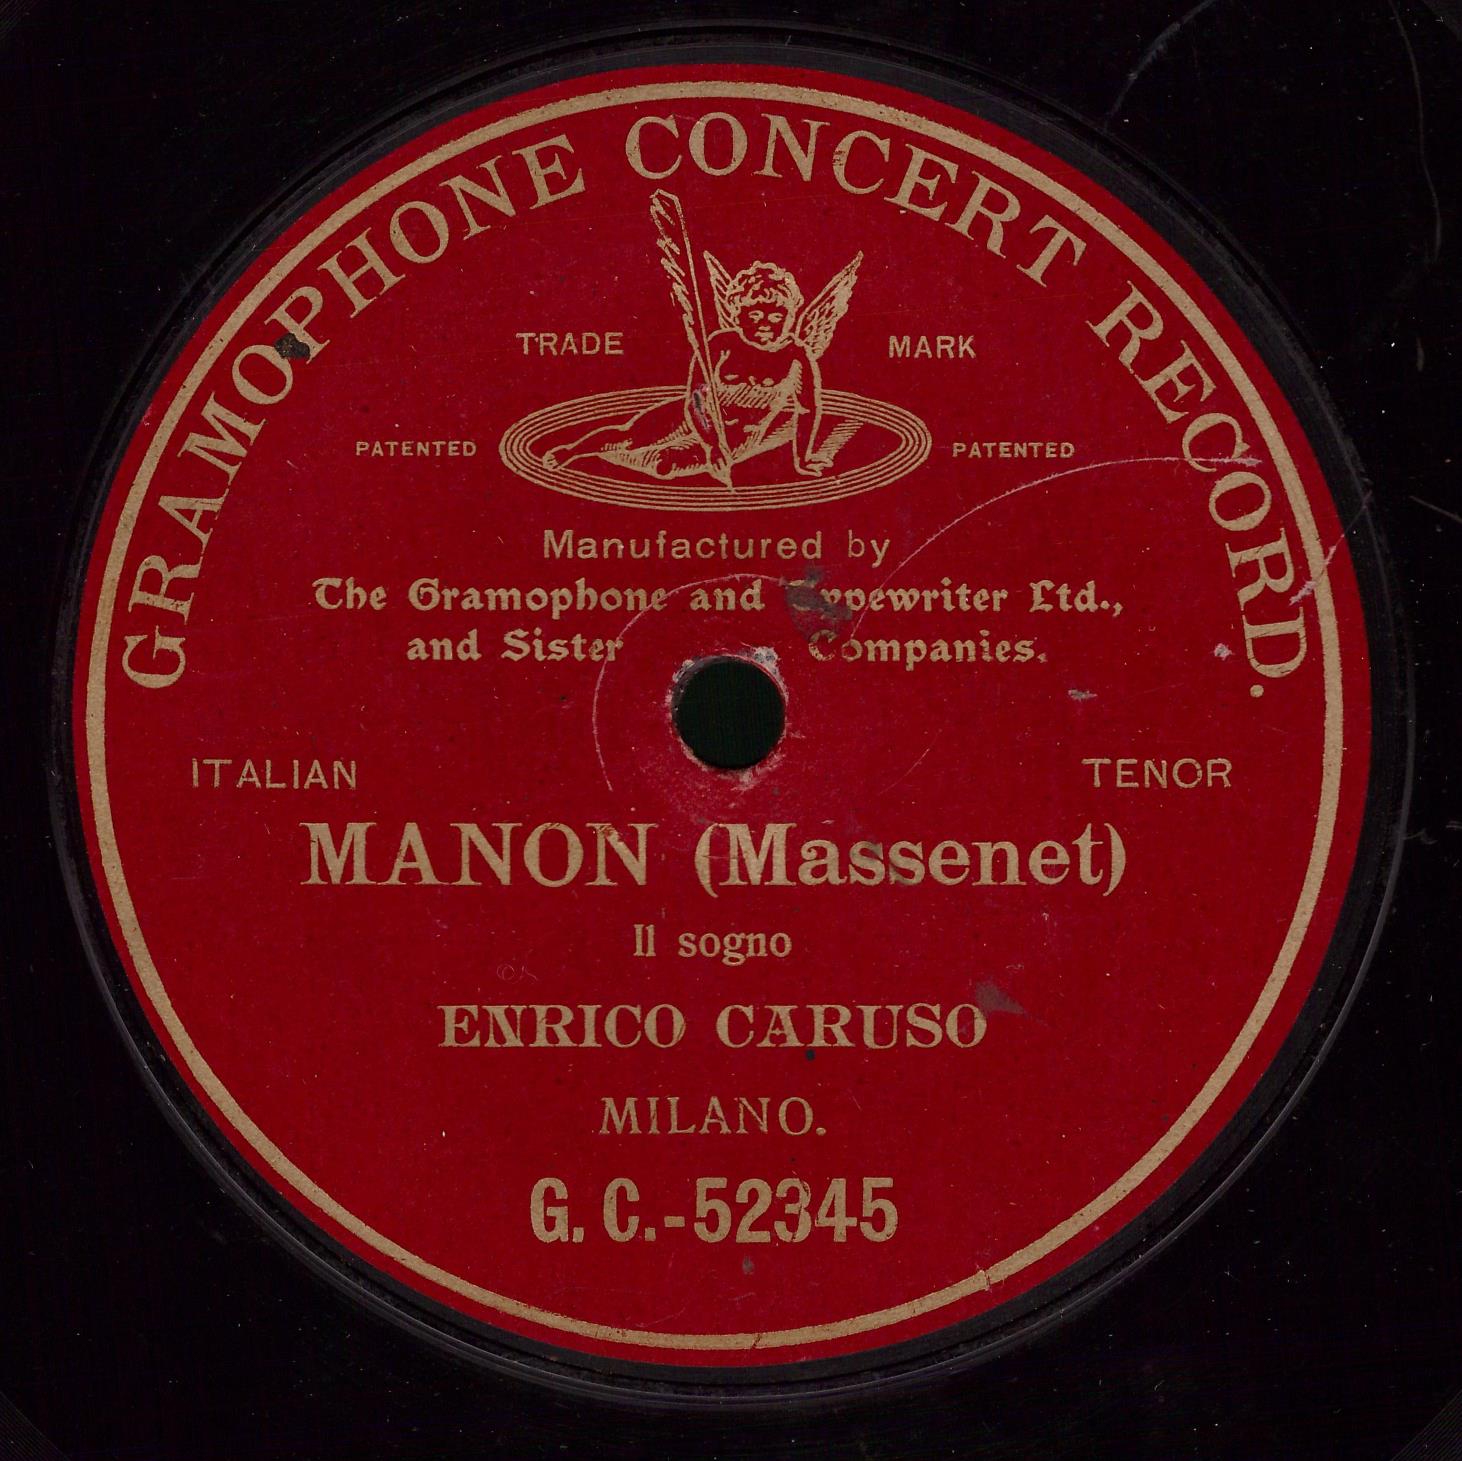 GRAMOPHONE CONCERT RECORD.
TRADE MARK
PATENTED PATENTED
Manufactured by
The Gramophone and Typewriter Ltd.,
and Sister Companies.
ITALIAN TENOR
MANON (Massenet)
Il sogno
ENRICO CARUSO
MILANO.
G. C.-52345